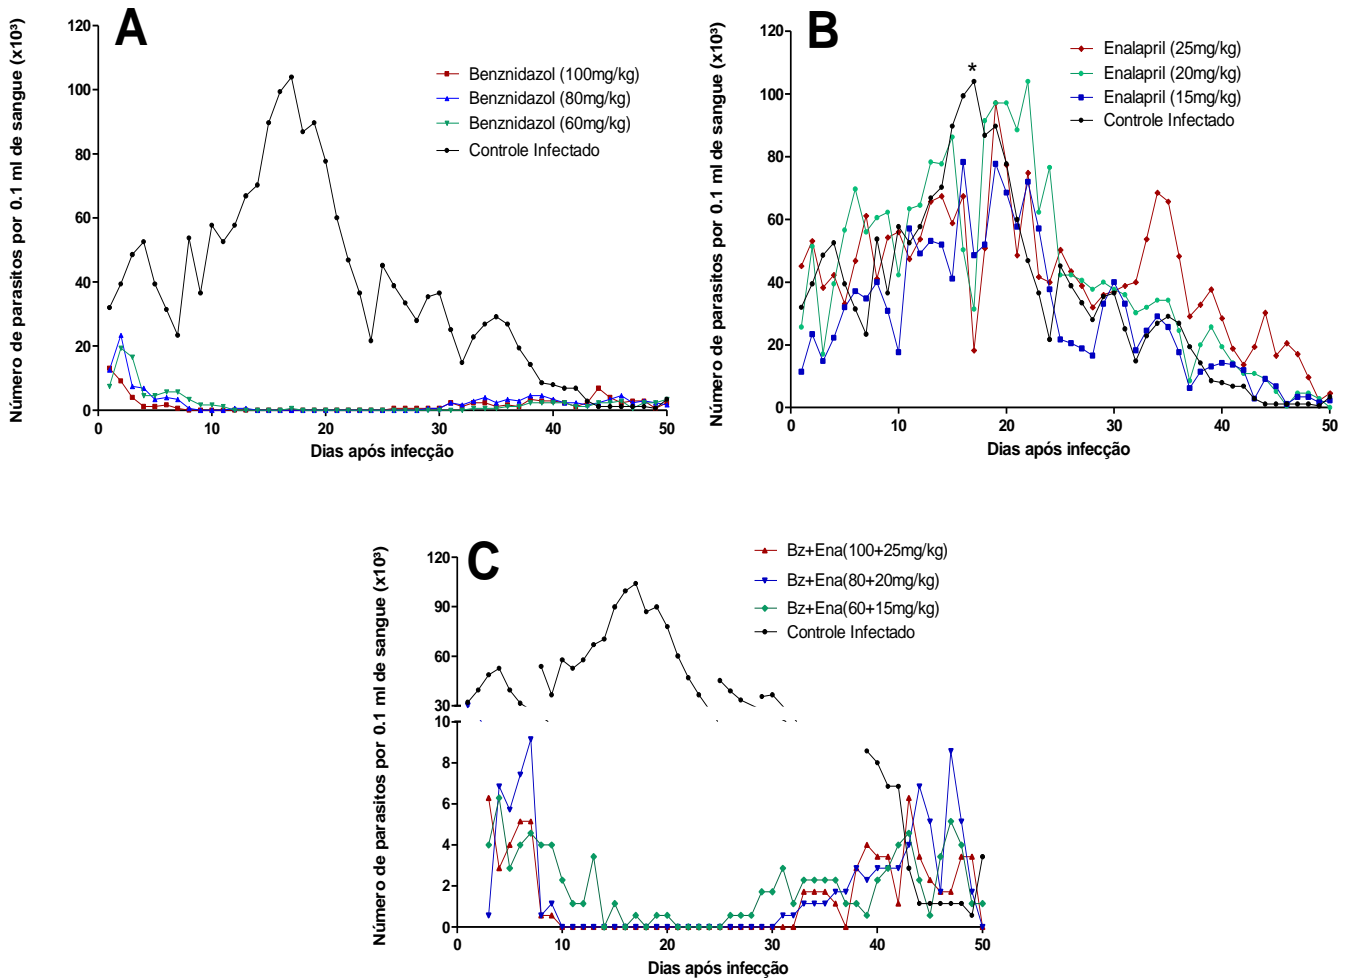 A
Número de parasitos por 0.1 ml de sangue (x10³)
120
100
80
60
40
20
0
0 10 20 30 40 50
Dias após infecção
Benznidazol (100mg/kg)
Benznidazol (80mg/kg)
Benznidazol (60mg/kg)
Controle Infectado
B
Número de parasitos por 0.1 ml de sangue (x10³)
120
100
80
60
40
20
0
0 10 20 30 40 50
Dias após infecção
*
Enalapril (25mg/kg)
Enalapril (20mg/kg)
Enalapril (15mg/kg)
Controle Infectado
C
Número de parasitos por 0.1 ml de sangue (x10³)
120
90
60
30
10
8
6
4
2
0
0 10 20 30 40 50
Dias após infecção
Bz+Ena(100+25mg/kg)
Bz+Ena(80+20mg/kg)
Bz+Ena(60+15mg/kg)
Controle Infectado